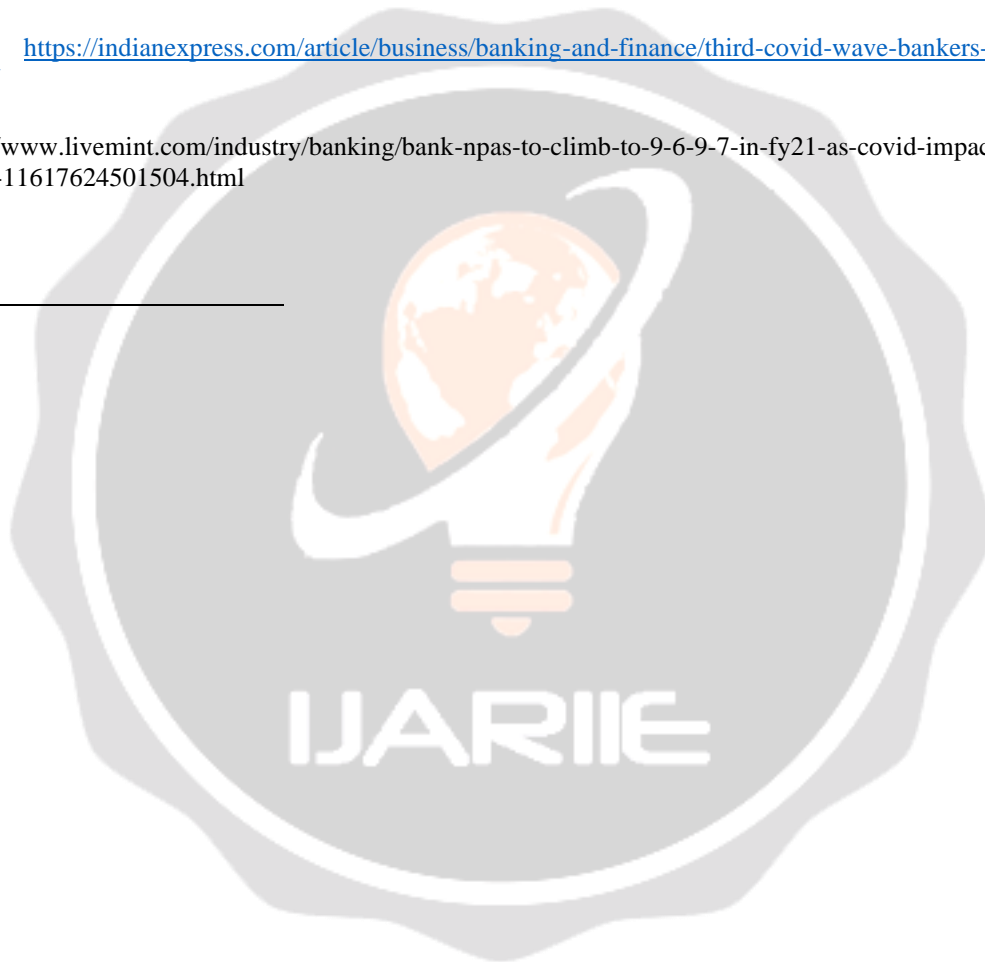 https://indianexpress.com/article/business/banking-and-finance/third-covid-wave-bankers-
/www.livemint.com/industry/banking/bank-npas-to-climb-to-9-6-9-7-in-fy21-as-covid-impac
-11617624501504.html
IJARIIE